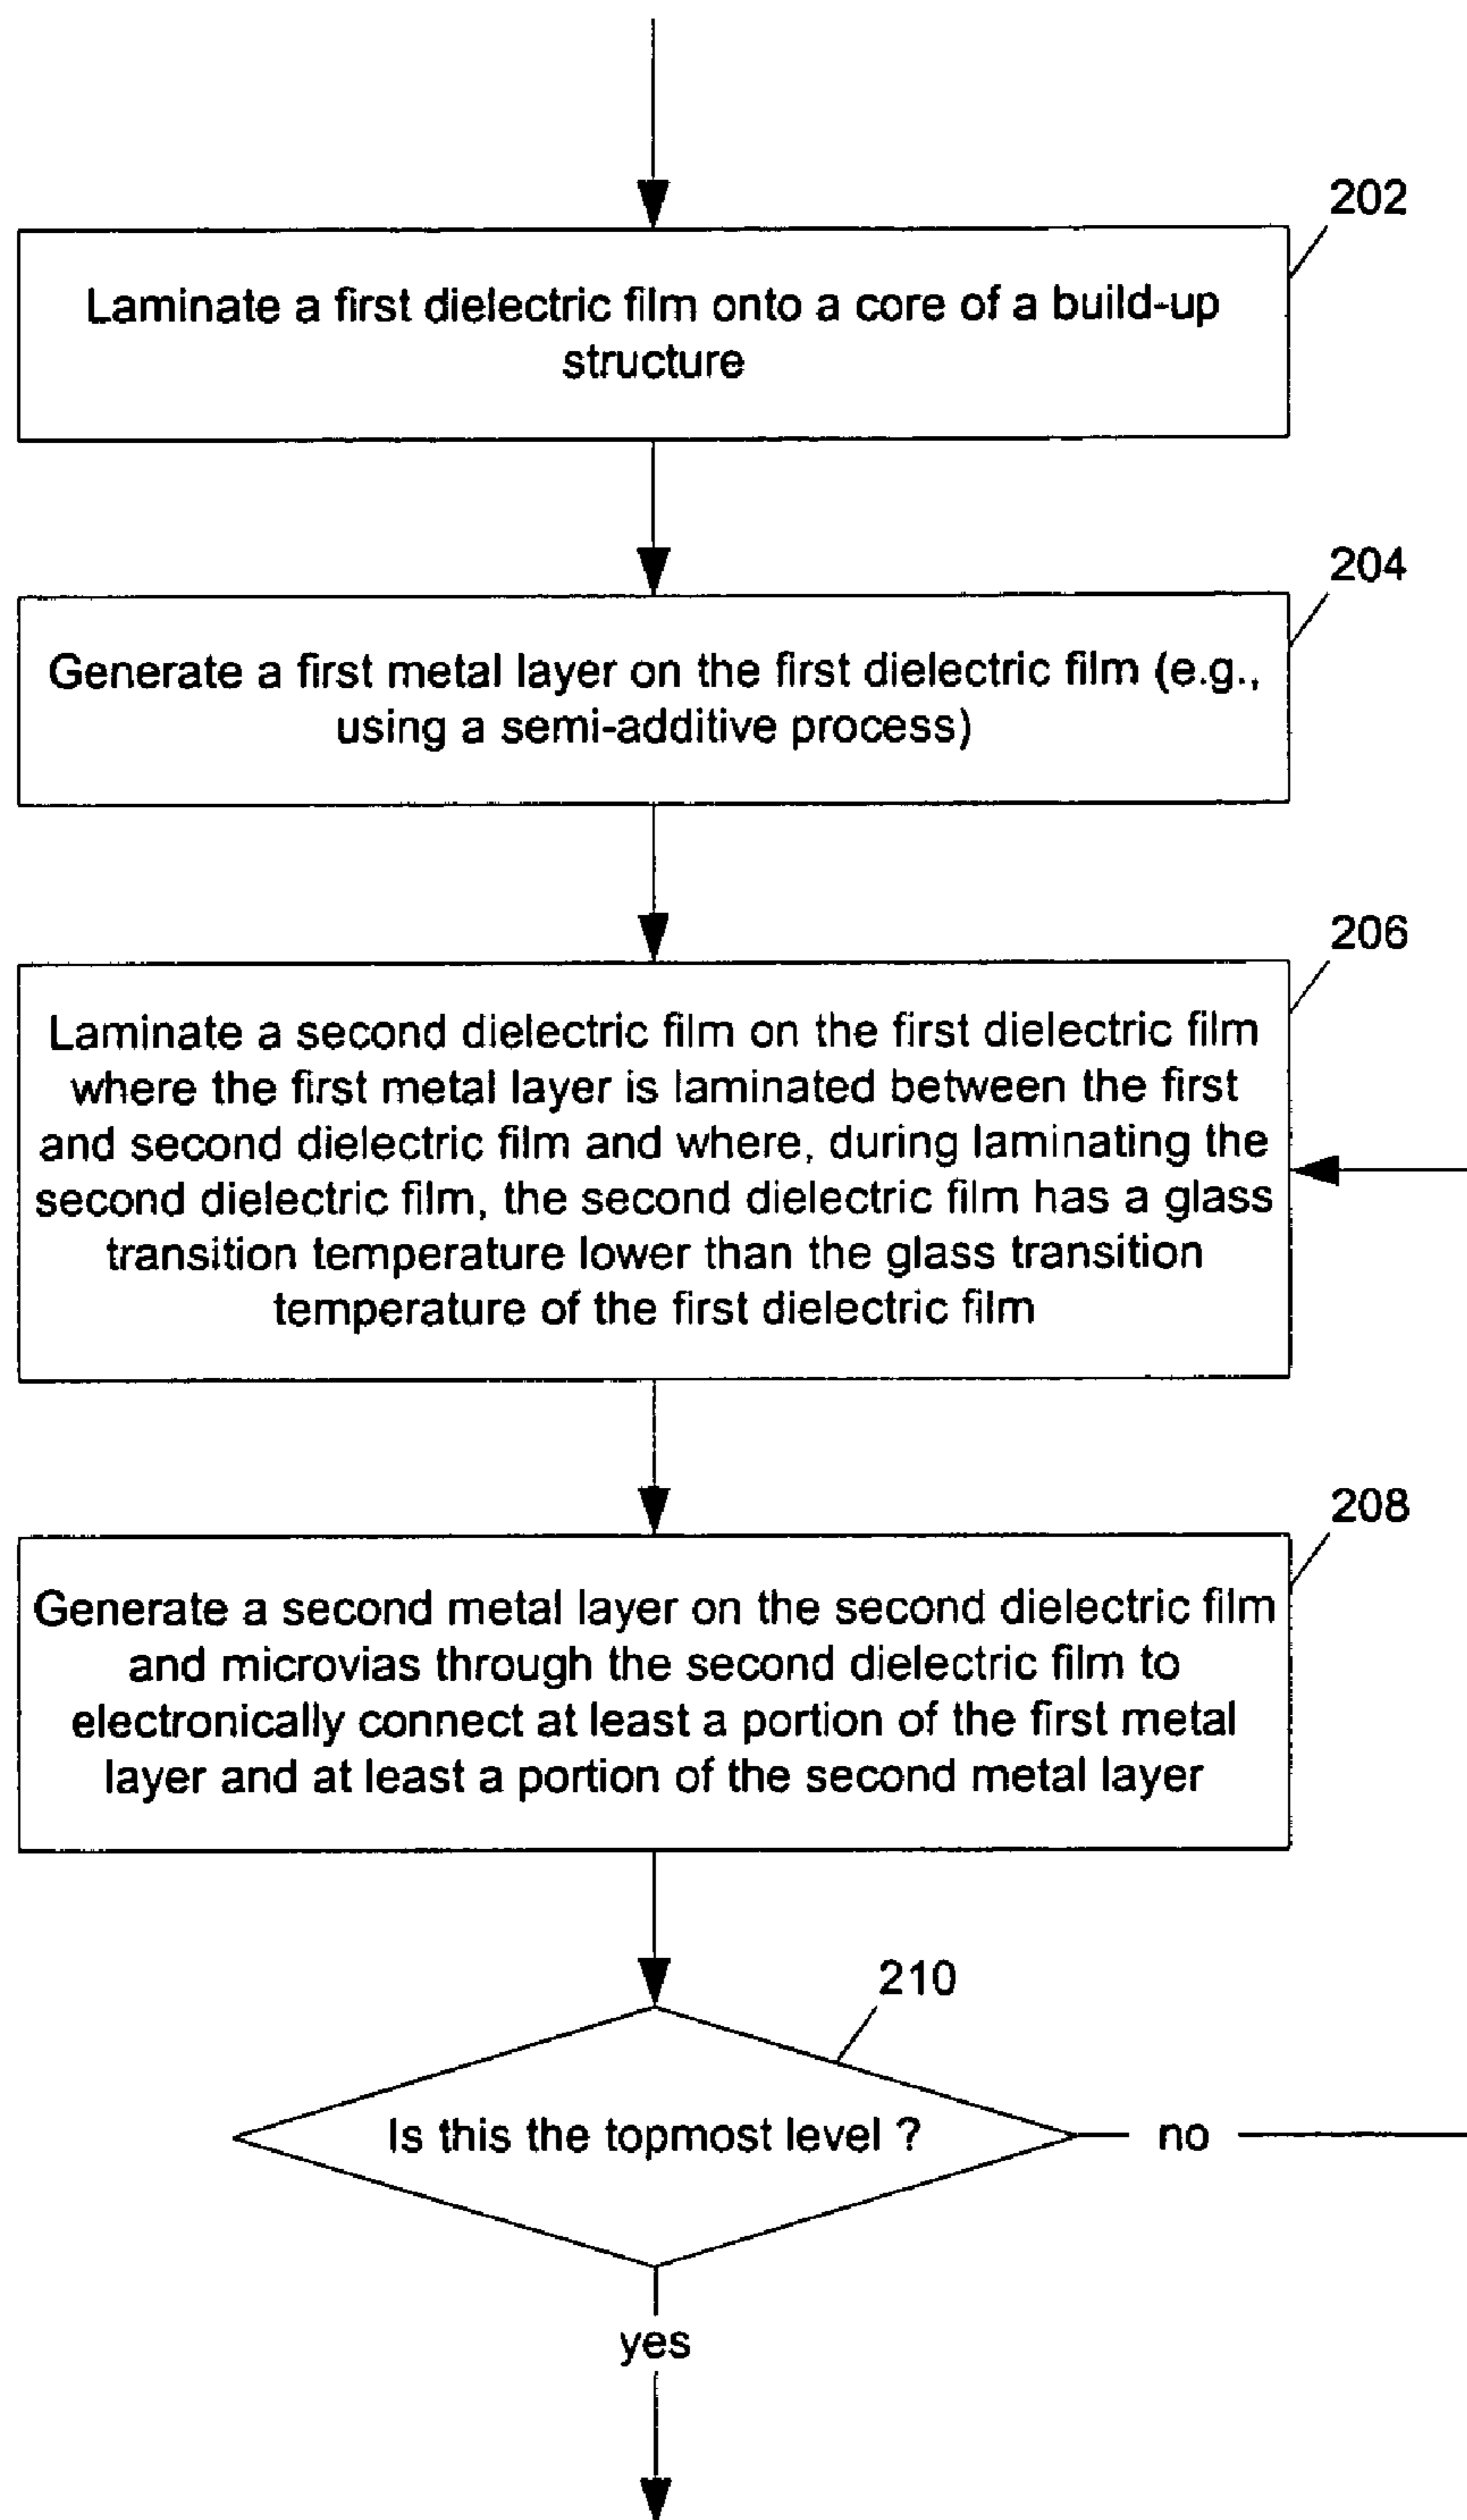 202
Laminate a first dielectric film onto a core of a build-up
structure
204
Generate a first metal layer on the first dielectric film (e.g.,
using a semi-additive process)
206
Laminate a second dielectric film on the first dielectric film
where the first metal layer is laminated between the first
and second dielectric film and where, during laminating the
second dielectric film, the second dielectric film has a glass
transition temperature lower than the glass transition
temperature of the first dielectric film
208
Generate a second metal layer on the second dielectric film
and microvias through the second dielectric film to
electronically connect at least a portion of the first metal
layer and at least a portion of the second metal layer
210
Is this the topmost level ?
no
yes